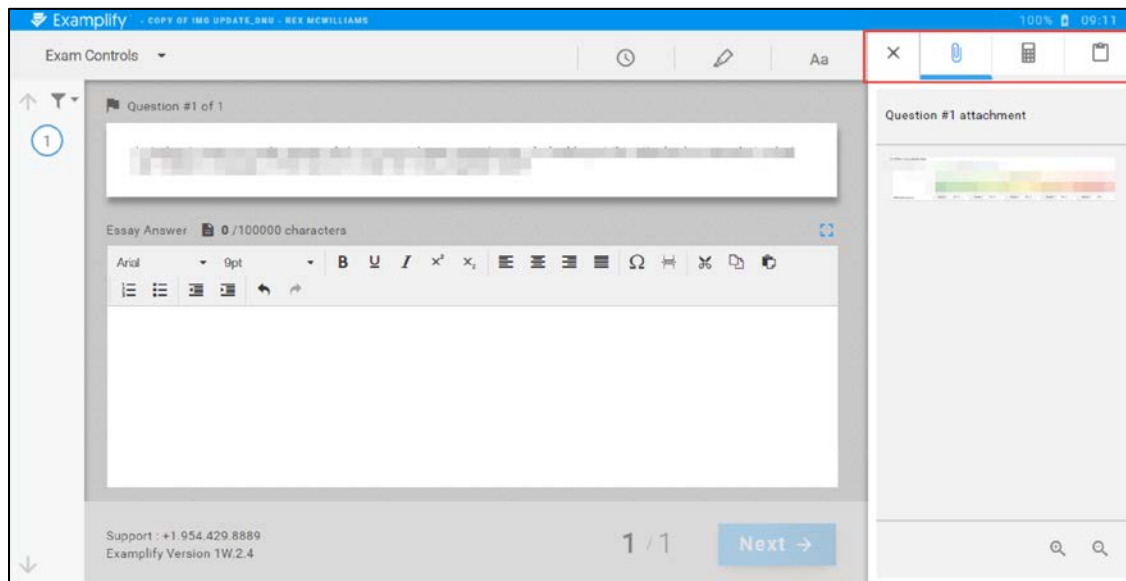 Examplify - COPY OF IMG UPDATE_DNU - REX MCWILLIAMS 100% 09:11
Exam Controls Aa
Question #1 of 1
1
Question #1 attachment
Essay Answer 0 /100000 characters
Arial 9pt B U I x² x₂ Ω
Support : +1.954.429.8889
Examplify Version 1W.2.4
1 / 1
Next →